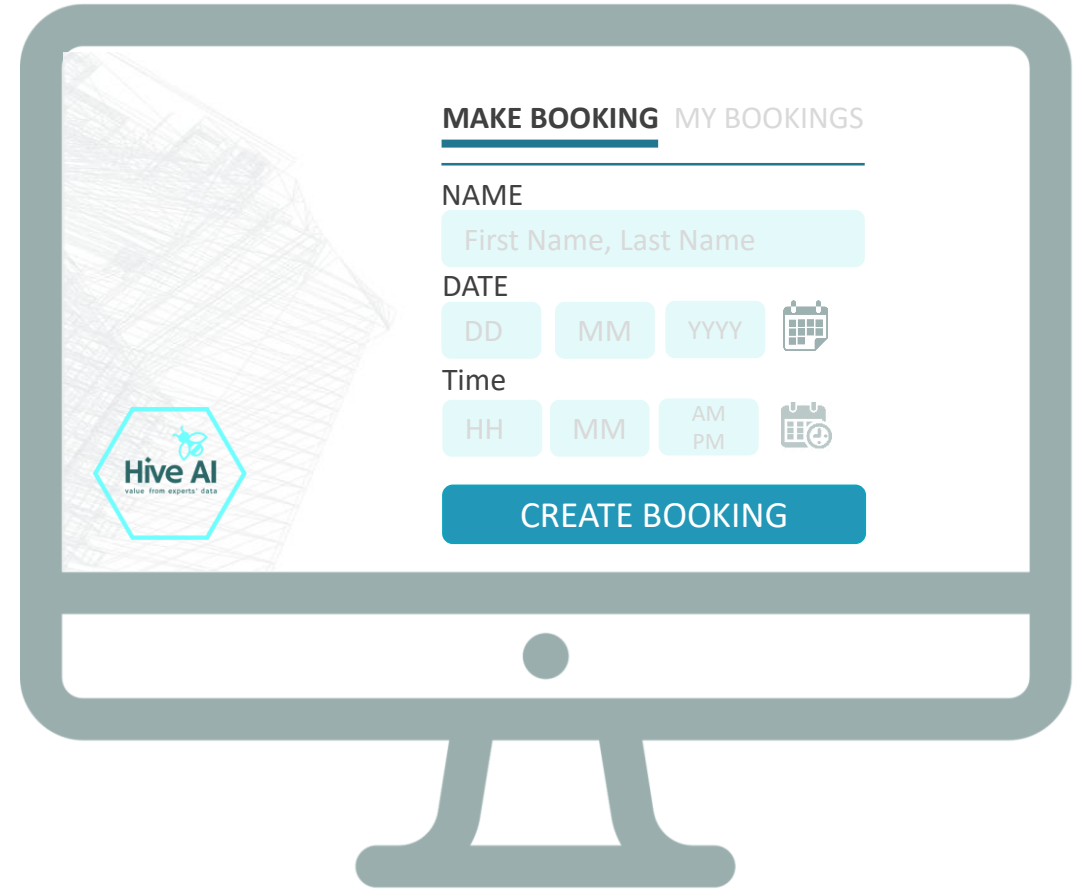 MAKE BOOKING MY BOOKINGS
NAME
First Name, Last Name
DATE
DD MM YYYY
Time
HH MM AM
PM
CREATE BOOKING
Hive AI
value from experts' data